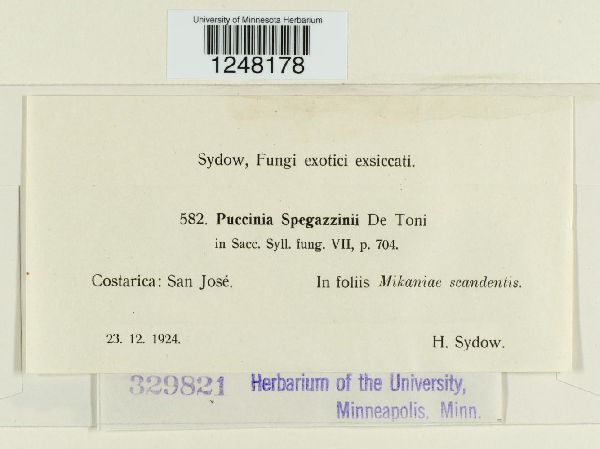 University of Minnesota Herbarium
1248178
Sydow, Fungi exotici exsiccati.
582. Puccinia Spegazzinii De Toni
in Sacc. Syll. fung. VII, p. 704.
Costarica: San José. In foliis Mikaniae scandentis.
23. 12. 1924. H. Sydow.
329821 Herbarium of the University,
Minneapolis, Minn.